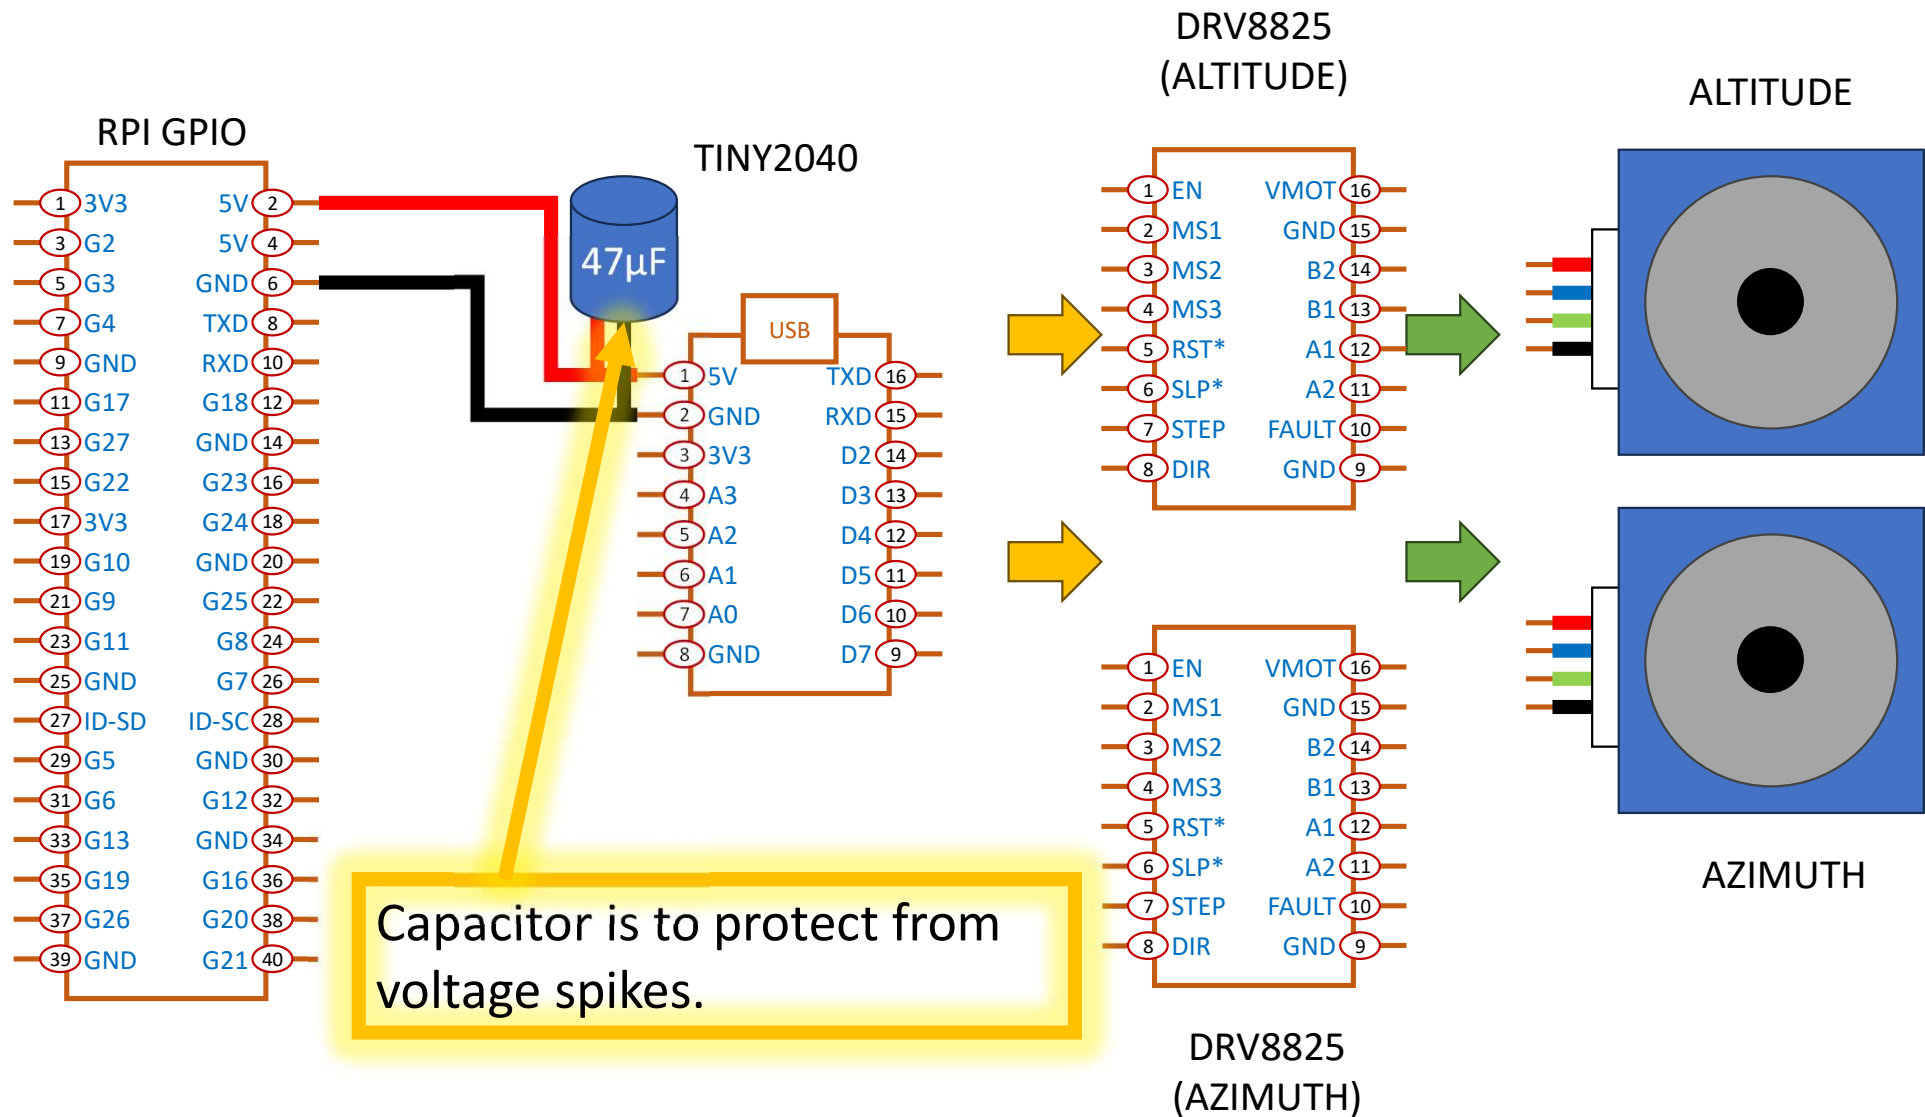 DRV8825
(ALTITUDE)
ALTITUDE
RPI GPIO
TINY2040
1 3V3 5V 2
3 G2 5V 4
5 G3 GND 6
7 G4 TXD 8
9 GND RXD 10
11 G17 G18 12
13 G27 GND 14
15 G22 G23 16
17 3V3 G24 18
19 G10 GND 20
21 G9 G25 22
23 G11 G8 24
25 GND G7 26
27 ID-SD ID-SC 28
29 G5 GND 30
31 G6 G12 32
33 G13 GND 34
35 G19 G16 36
37 G26 G20 38
39 GND G21 40
47μF
USB
1 5V TXD 16
2 GND RXD 15
3 3V3 D2 14
4 A3 D3 13
5 A2 D4 12
6 A1 D5 11
7 A0 D6 10
8 GND D7 9
1 EN VMOT 16
2 MS1 GND 15
3 MS2 B2 14
4 MS3 B1 13
5 RST* A1 12
6 SLP* A2 11
7 STEP FAULT 10
8 DIR GND 9
1 EN VMOT 16
2 MS1 GND 15
3 MS2 B2 14
4 MS3 B1 13
5 RST* A1 12
6 SLP* A2 11
7 STEP FAULT 10
8 DIR GND 9
AZIMUTH
Capacitor is to protect from
voltage spikes.
DRV8825
(AZIMUTH)